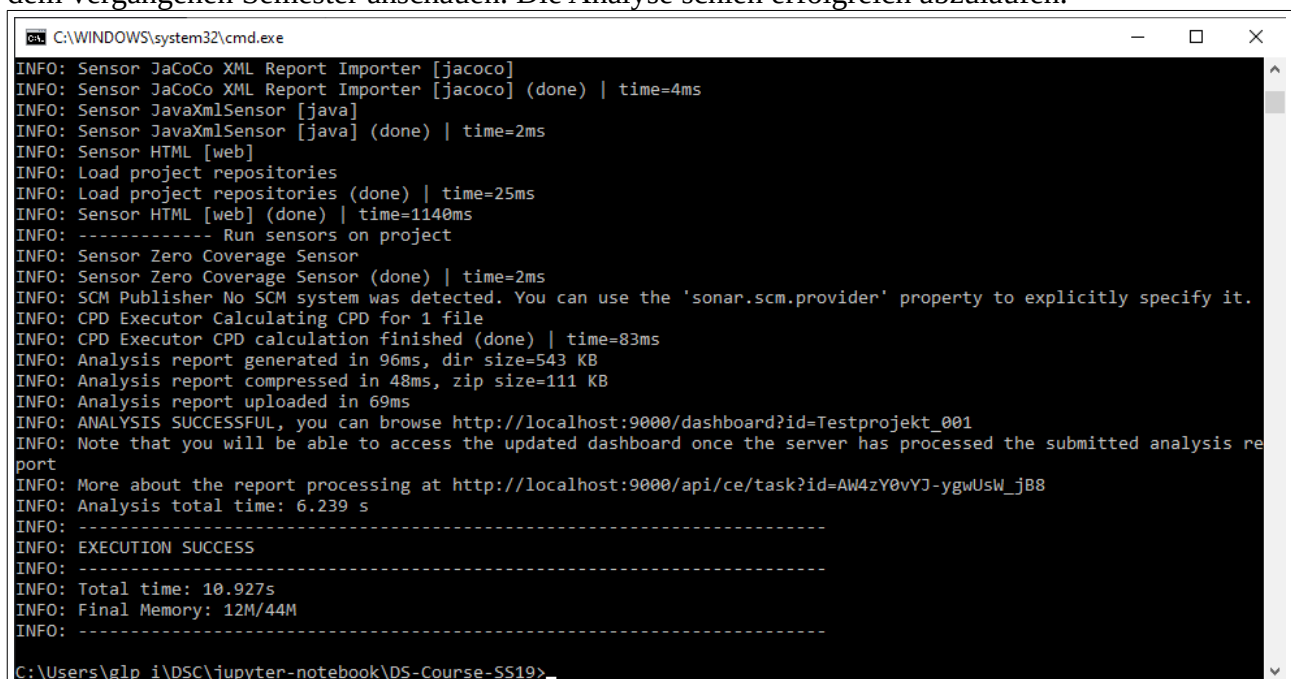 dem vergangenen Semester anschauen. Die Analyse schien erfolgreich abzulaufen.
C:\WINDOWS\system32\cmd.exe
INFO: Sensor JaCoCo XML Report Importer [jacoco]
INFO: Sensor JaCoCo XML Report Importer [jacoco] (done) | time=4ms
INFO: Sensor JavaXmlSensor [java]
INFO: Sensor JavaXmlSensor [java] (done) | time=2ms
INFO: Sensor HTML [web]
INFO: Load project repositories
INFO: Load project repositories (done) | time=25ms
INFO: Sensor HTML [web] (done) | time=1140ms
INFO: ------------- Run sensors on project
INFO: Sensor Zero Coverage Sensor
INFO: Sensor Zero Coverage Sensor (done) | time=2ms
INFO: SCM Publisher No SCM system was detected. You can use the 'sonar.scm.provider' property to explicitly specify it.
INFO: CPD Executor Calculating CPD for 1 file
INFO: CPD Executor CPD calculation finished (done) | time=83ms
INFO: Analysis report generated in 96ms, dir size=543 KB
INFO: Analysis report compressed in 48ms, zip size=111 KB
INFO: Analysis report uploaded in 69ms
INFO: ANALYSIS SUCCESSFUL, you can browse http://localhost:9000/dashboard?id=Testprojekt_001
INFO: Note that you will be able to access the updated dashboard once the server has processed the submitted analysis re
port
INFO: More about the report processing at http://localhost:9000/api/ce/task?id=AW4zY0vYJ-ygwUsW_jB8
INFO: Analysis total time: 6.239 s
INFO: ------------------------------------------------------------------------
INFO: EXECUTION SUCCESS
INFO: ------------------------------------------------------------------------
INFO: Total time: 10.927s
INFO: Final Memory: 12M/44M
INFO: ------------------------------------------------------------------------
C:\Users\glp_i\DSC\jupyter-notebook\DS-Course-SS19>_